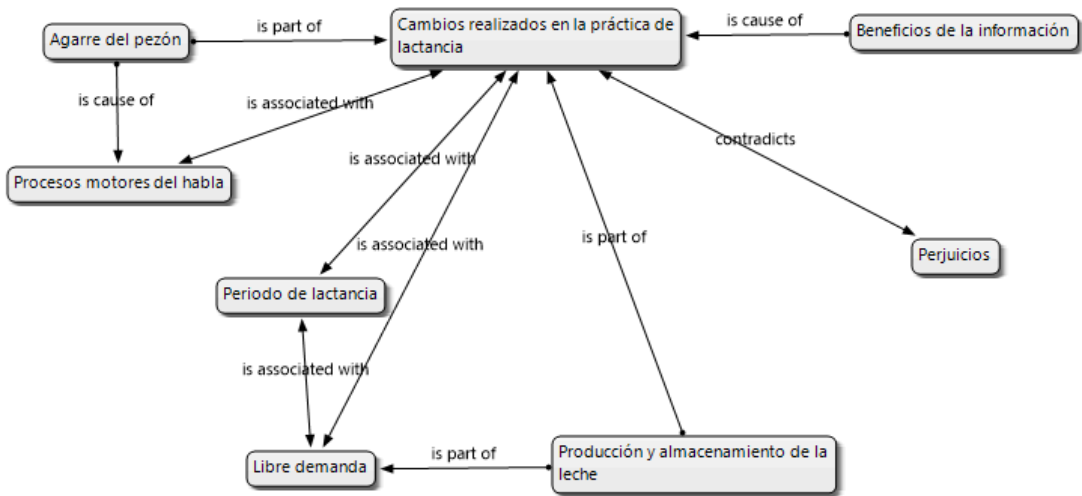 Agarre del pezón
is part of
Cambios realizados en la práctica de
lactancia
is cause of
Beneficios de la información
is cause of
is associated with
Procesos motores del habla
contradicts
is associated with
is associated with
is part of
Perjuicios
Periodo de lactancia
is associated with
Libre demanda
is part of
Producción y almacenamiento de la
leche